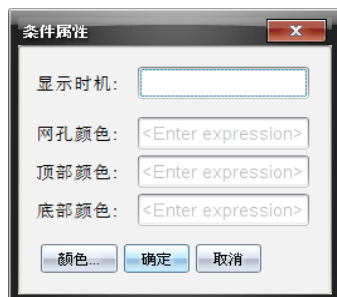 条件属性
显示时机:
网孔颜色: <Enter expression>
顶部颜色: <Enter expression>
底部颜色: <Enter expression>
颜色... 确定 取消